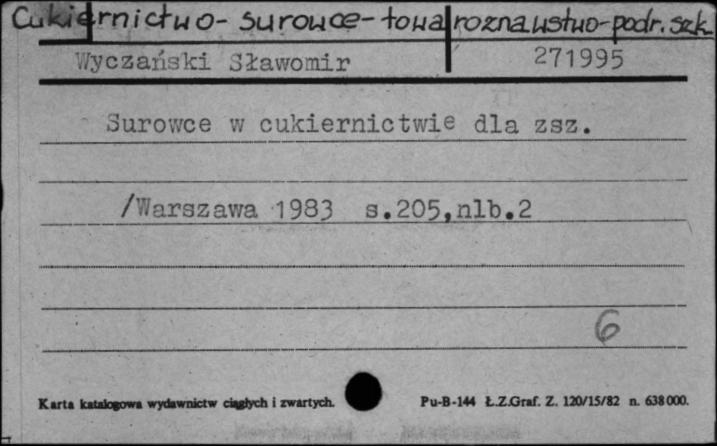 Cukiernictwo - surowce - towaroznawstwo - podr. szk.
Wyczański Sławomir 271995
Surowce w cukiernictwie dla zsz.
/Warszawa 1983 s.205,nlb.2
6
Karta katalogowa wydawnictw ciągłych i zwartych. Pu-B-144 Ł.Z.Graf. Z. 120/15/82 n. 638000.